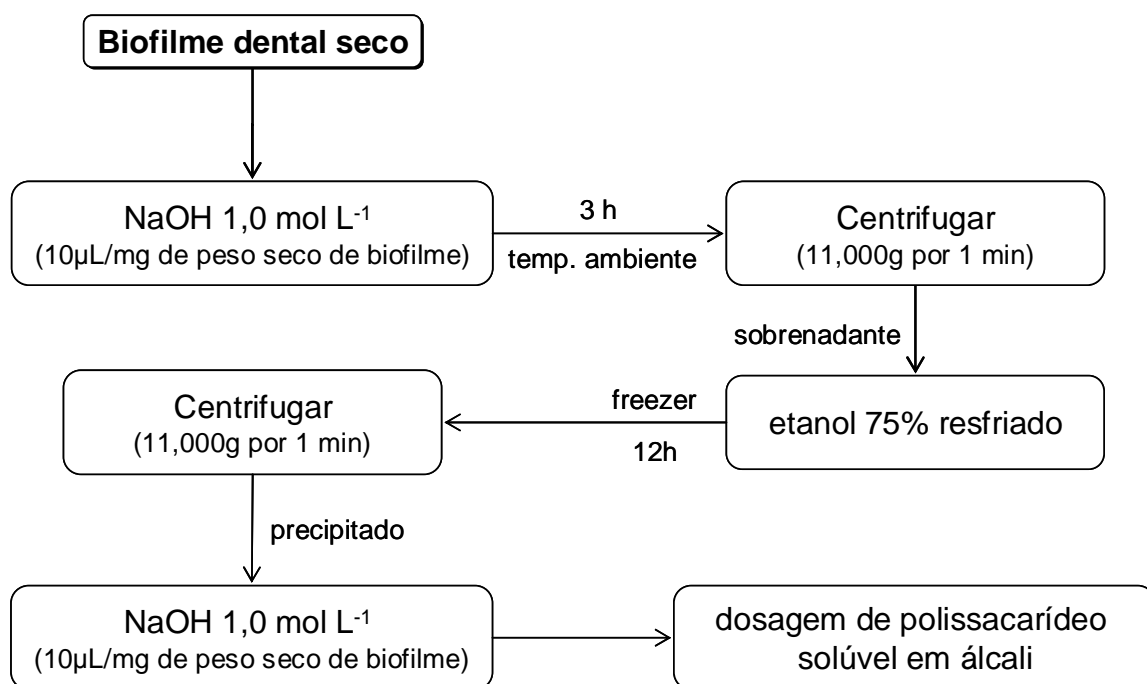 Biofilme dental seco
NaOH 1,0 mol L⁻¹
(10µL/mg de peso seco de biofilme)
3 h
temp. ambiente
Centrifugar
(11,000g por 1 min)
sobrenadante
etanol 75% resfriado
freezer
12h
Centrifugar
(11,000g por 1 min)
precipitado
NaOH 1,0 mol L⁻¹
(10µL/mg de peso seco de biofilme)
dosagem de polissacarídeo
solúvel em álcali